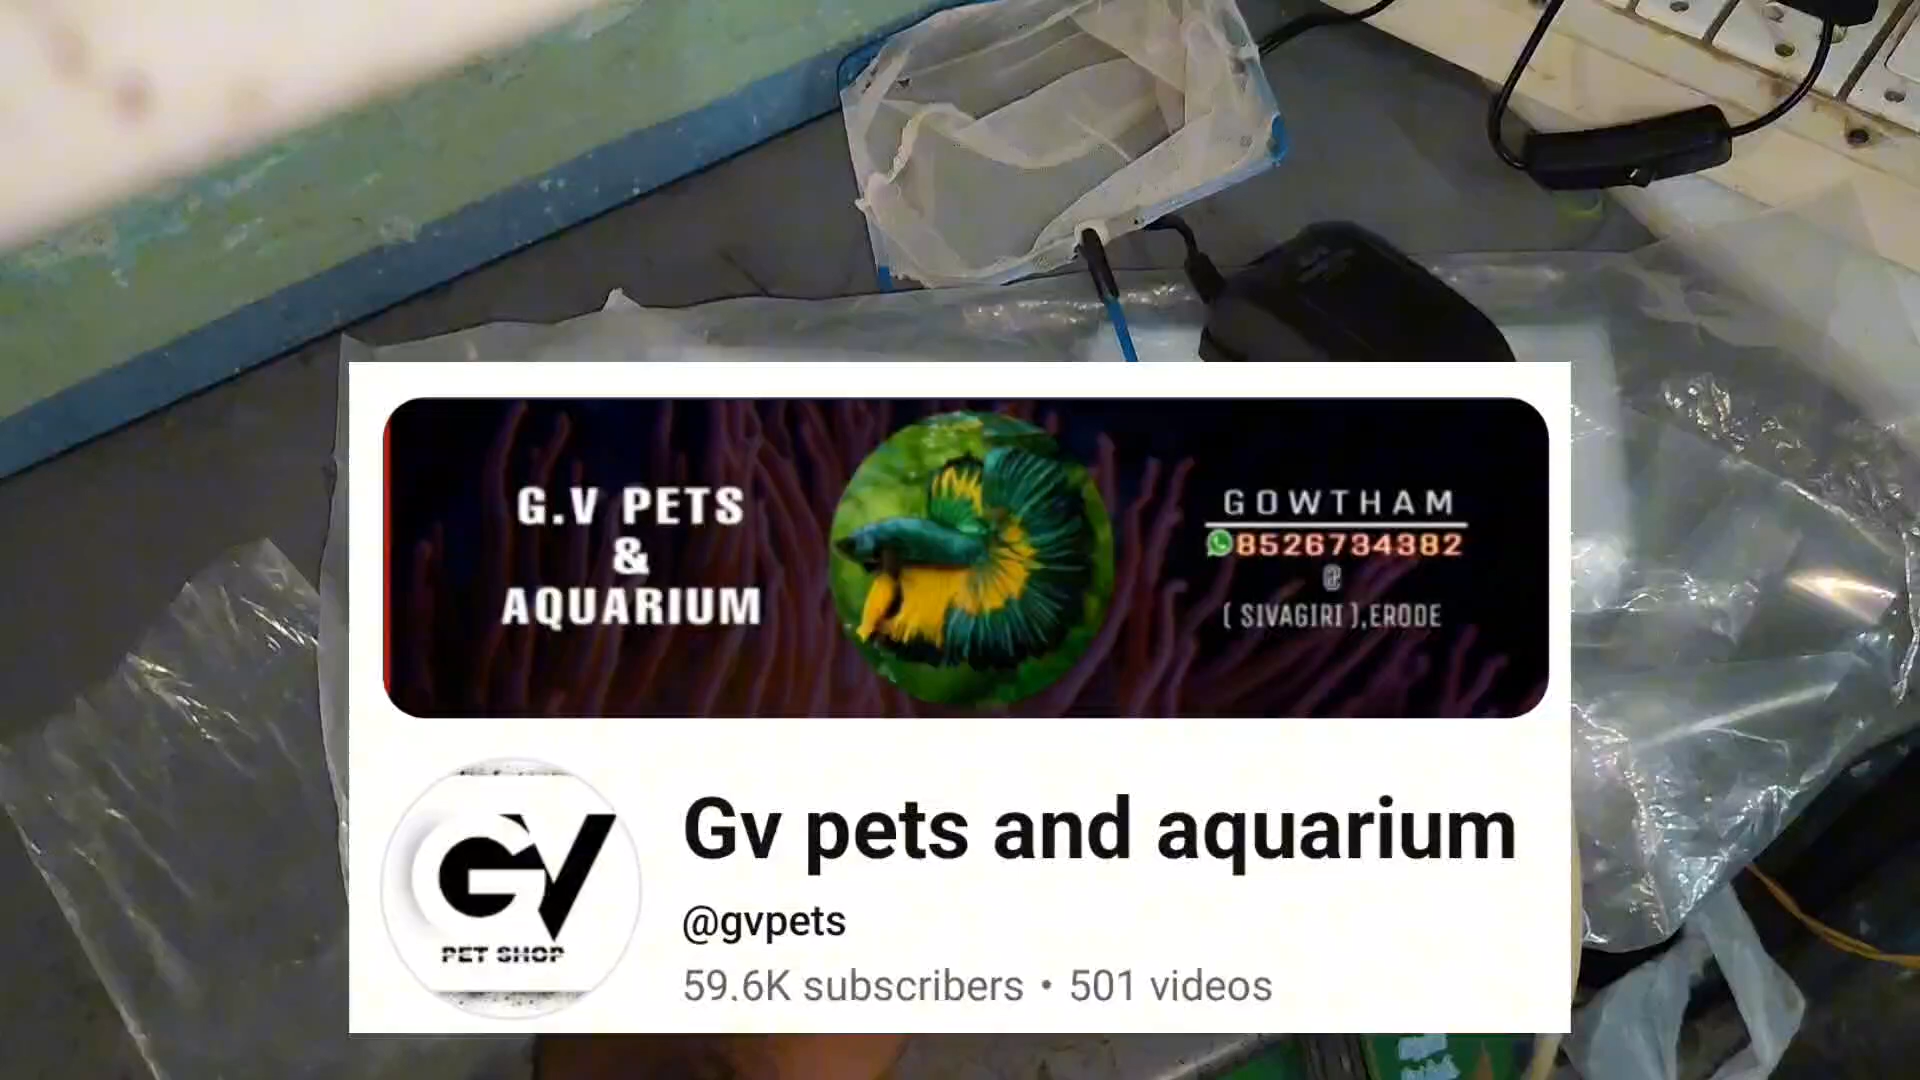 G.V PETS
&
AQUARIUM
GOWTHAM
8526734382
@
( SIVAGIRI ),ERODE
GV
PET SHOP
Gv pets and aquarium
@gvpets
59.6K subscribers • 501 videos